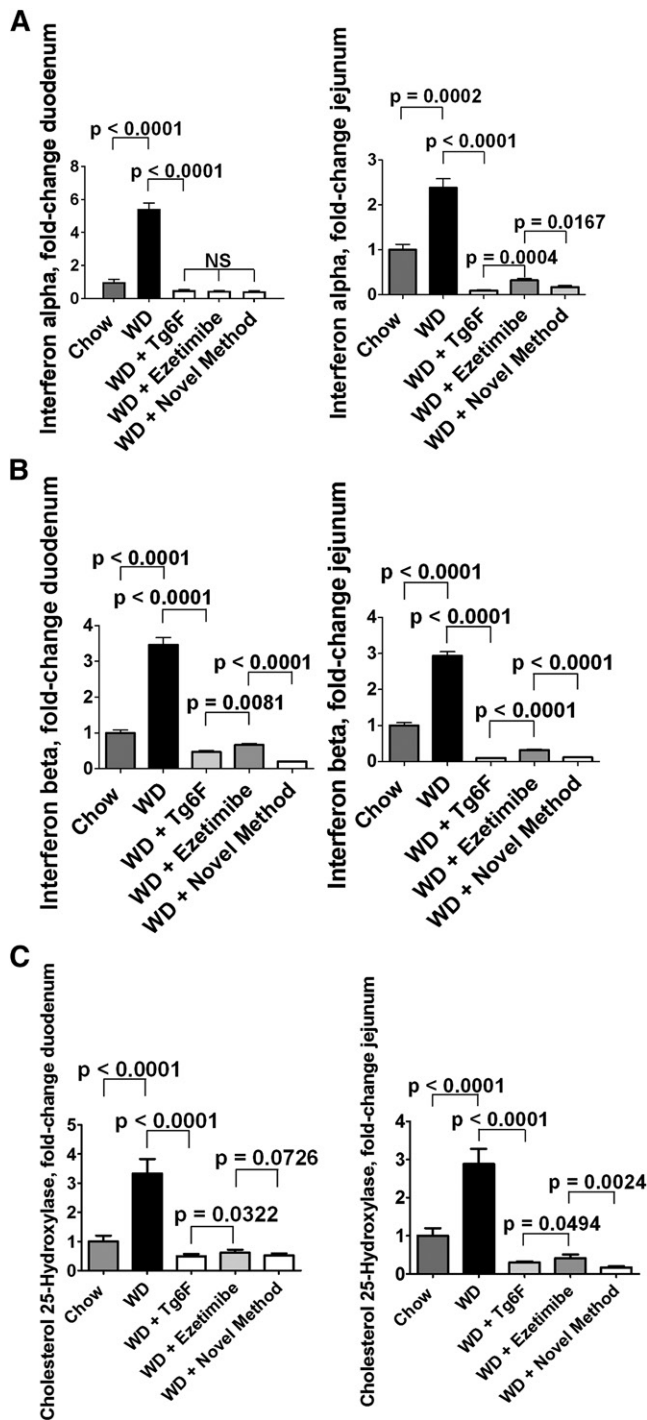 A
Interferon alpha, fold-change duodenum
p < 0.0001
p < 0.0001
NS
8
6
4
2
0
Chow
WD
WD + Tg6F
WD + Ezetimibe
WD + Novel Method
Interferon alpha, fold-change jejunum
p = 0.0002
p < 0.0001
p = 0.0167
p = 0.0004
3
2
1
0
Chow
WD
WD + Tg6F
WD + Ezetimibe
WD + Novel Method
B
Interferon beta, fold-change duodenum
p < 0.0001
p < 0.0001
p < 0.0001
p = 0.0081
4
3
2
1
0
Chow
WD
WD + Tg6F
WD + Ezetimibe
WD + Novel Method
Interferon beta, fold-change jejunum
p < 0.0001
p < 0.0001
p < 0.0001
p < 0.0001
4
3
2
1
0
Chow
WD
WD + Tg6F
WD + Ezetimibe
WD + Novel Method
C
Cholesterol 25-Hydroxylase, fold-change duodenum
p < 0.0001
p < 0.0001
p = 0.0726
p = 0.0322
5
4
3
2
1
0
Chow
WD
WD + Tg6F
WD + Ezetimibe
WD + Novel Method
Cholesterol 25-Hydroxylase, fold-change jejunum
p < 0.0001
p < 0.0001
p = 0.0024
p = 0.0494
4
3
2
1
0
Chow
WD
WD + Tg6F
WD + Ezetimibe
WD + Novel Method